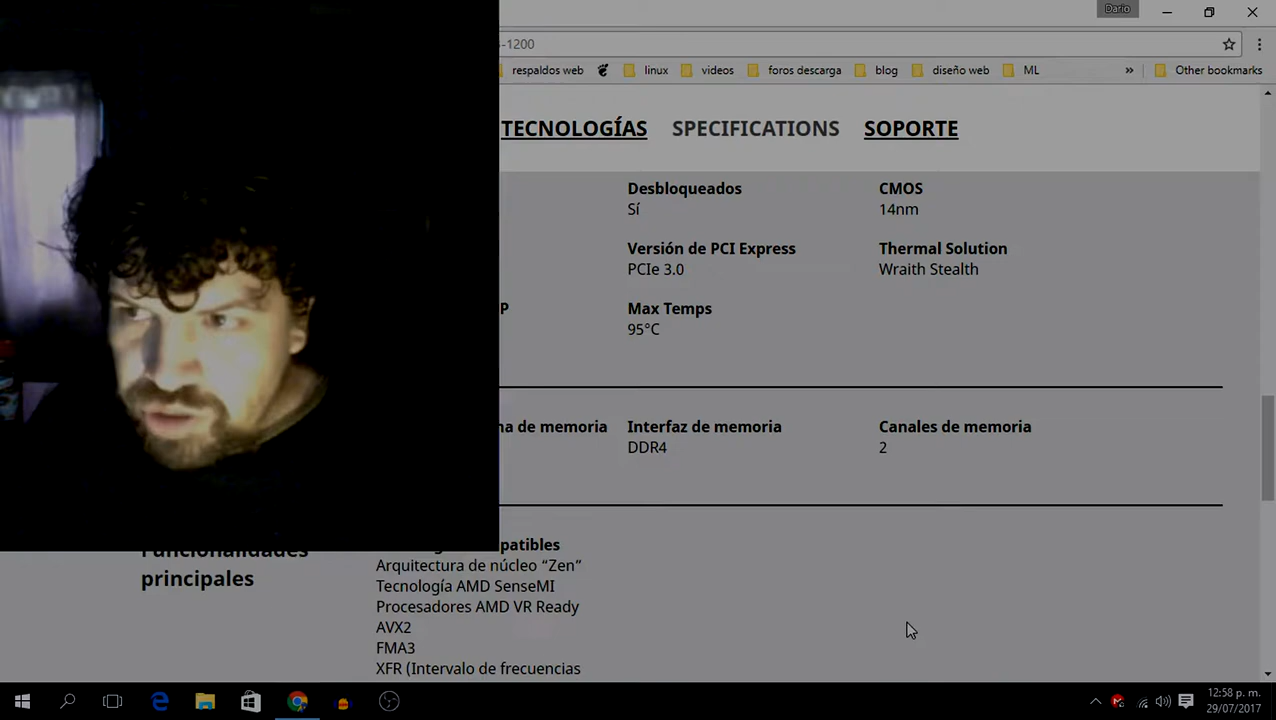 Dario
-1200
respaldos web
linux
videos
foros descarga
blog
diseño web
ML
»
Other bookmarks
TECNOLOGÍAS
SPECIFICATIONS
SOPORTE
Desbloqueados
Sí
CMOS
14nm
Versión de PCI Express
PCIe 3.0
Thermal Solution
Wraith Stealth
P
Max Temps
95°C
de memoria
Interfaz de memoria
DDR4
Canales de memoria
2
Funcionalidades
principales
Arquitectura de núcleo “Zen”
Tecnología AMD SenseMI
Procesadores AMD VR Ready
AVX2
FMA3
XFR (Intervalo de frecuencias
12:58 p. m.
29/07/2017